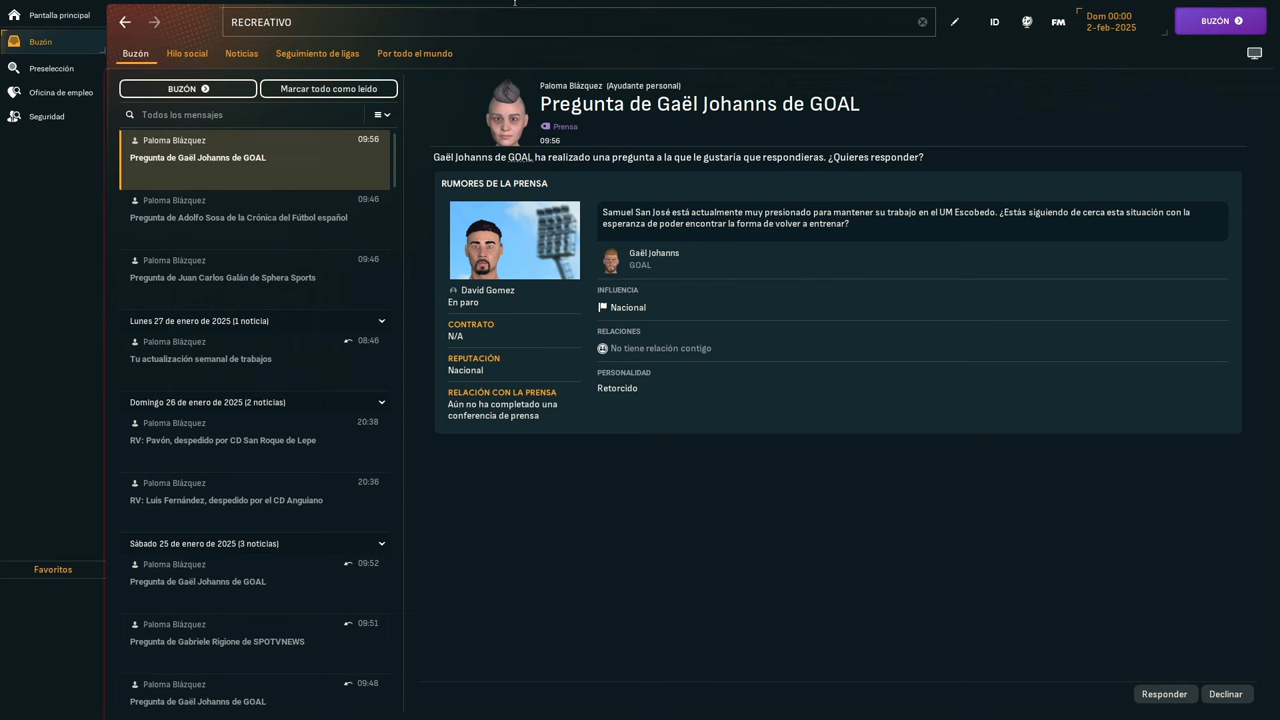 Pantalla principal
Buzón
Preselección
Oficina de empleo
Seguridad
Favoritos
RECREATIVO
ID
FM
Dom 00:00
2-feb-2025
BUZÓN
Buzón
Hilo social
Noticias
Seguimiento de ligas
Por todo el mundo
BUZÓN
Marcar todo como leído
Todos los mensajes
Paloma Blázquez 09:56
Pregunta de Gaël Johanns de GOAL
Paloma Blázquez 09:46
Pregunta de Adolfo Sosa de la Crónica del Fútbol español
Paloma Blázquez 09:46
Pregunta de Juan Carlos Galán de Sphera Sports
Lunes 27 de enero de 2025 (1 noticia)
Paloma Blázquez 08:46
Tu actualización semanal de trabajos
Domingo 26 de enero de 2025 (2 noticias)
Paloma Blázquez 20:38
RV: Pavón, despedido por CD San Roque de Lepe
Paloma Blázquez 20:36
RV: Luis Fernández, despedido por el CD Anguiano
Sábado 25 de enero de 2025 (3 noticias)
Paloma Blázquez 09:52
Pregunta de Gaël Johanns de GOAL
Paloma Blázquez 09:51
Pregunta de Gabriele Rigione de SPOTVNEWS
Paloma Blázquez 09:48
Pregunta de Gaël Johanns de GOAL
Paloma Blázquez (Ayudante personal)
Pregunta de Gaël Johanns de GOAL
Prensa
09:56
Gaël Johanns de GOAL ha realizado una pregunta a la que le gustaría que respondieras. ¿Quieres responder?
RUMORES DE LA PRENSA
David Gomez
En paro
CONTRATO
N/A
REPUTACIÓN
Nacional
RELACIÓN CON LA PRENSA
Aún no ha completado una
conferencia de prensa
Samuel San José está actualmente muy presionado para mantener su trabajo en el UM Escobedo. ¿Estás siguiendo de cerca esta situación con la
esperanza de poder encontrar la forma de volver a entrenar?
Gaël Johanns
GOAL
INFLUENCIA
Nacional
RELACIONES
No tiene relación contigo
PERSONALIDAD
Retorcido
Responder
Declinar